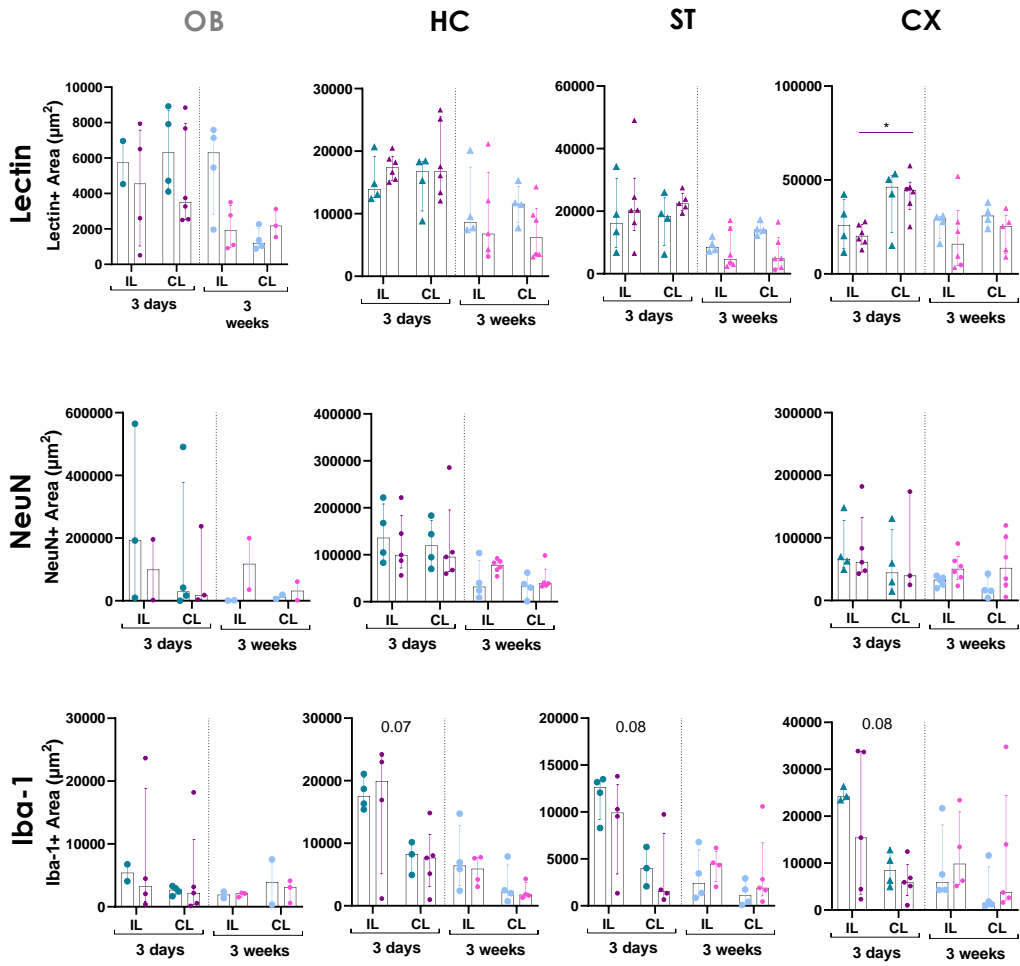 OB HC ST CX
Lectin
Lectin+ Area (µm²)
10000
8000
6000
4000
2000
0
IL CL
3 days 3
weeks
30000
20000
10000
0
IL CL IL CL
3 days 3 weeks
60000
40000
20000
0
IL CL IL CL
3 days 3 weeks
100000
50000
0
*
IL CL IL CL
3 days 3 weeks
NeuN
NeuN+ Area (µm²)
600000
400000
200000
0
IL CL IL CL
3 days 3 weeks
400000
300000
200000
100000
0
IL CL IL CL
3 days 3 weeks
300000
200000
100000
0
IL CL IL CL
3 days 3 weeks
Iba-1
Iba-1+ Area (µm²)
30000
20000
10000
0
IL CL IL CL
3 days 3 weeks
30000
20000
10000
0
0.07
IL CL IL CL
3 days 3 weeks
20000
15000
10000
5000
0
0.08
IL CL IL CL
3 days 3 weeks
40000
30000
20000
10000
0
0.08
IL CL IL CL
3 days 3 weeks